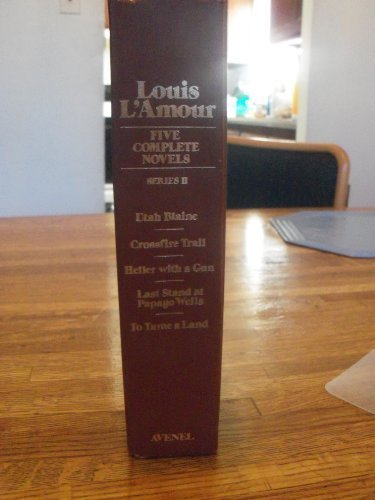 Louis
L'Amour
FIVE
COMPLETE
NOVELS
SERIES II
Utah Blaine
Crossfire Trail
Heller with a Gun
Last Stand at
Papago Wells
To Tame a Land
AVENEL